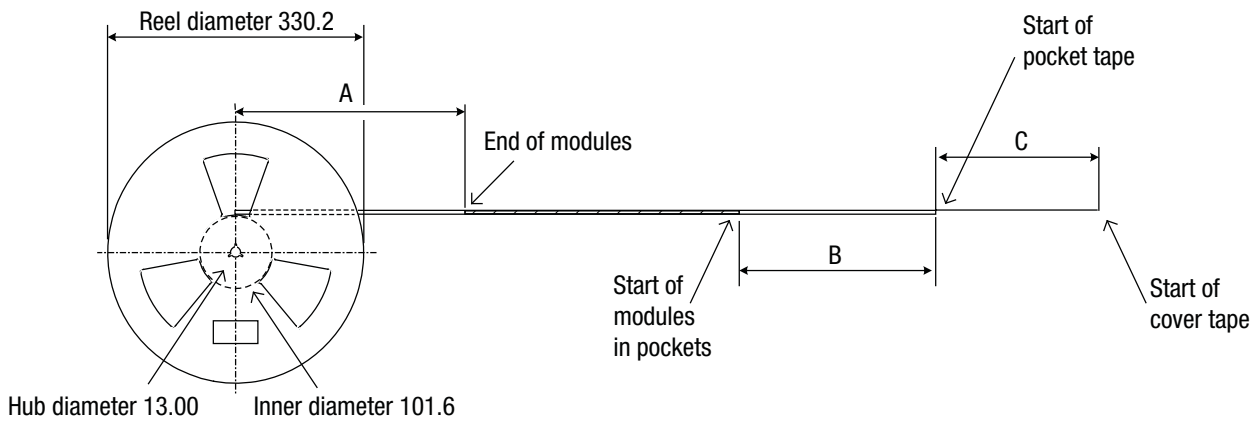 Reel diameter 330.2
Start of
pocket tape
A
End of modules
C
B
Start of
modules
in pockets
Start of
cover tape
Hub diameter 13.00
Inner diameter 101.6